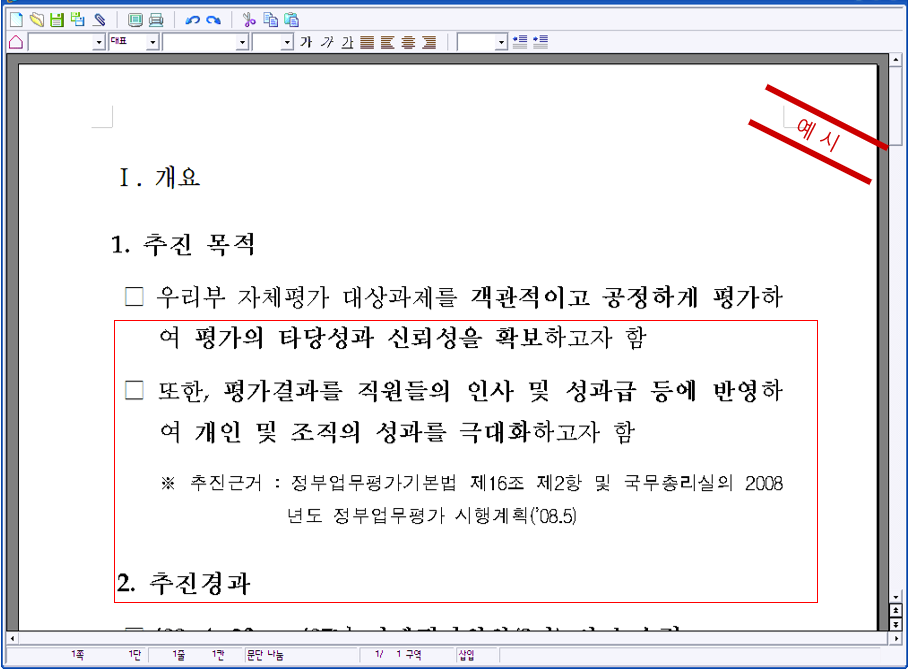 대표
가 가 가
예 시
Ⅰ. 개요
1. 추진 목적
□ 우리부 자체평가 대상과제를 객관적이고 공정하게 평가하
여 평가의 타당성과 신뢰성을 확보하고자 함
□ 또한, 평가결과를 직원들의 인사 및 성과급 등에 반영하
여 개인 및 조직의 성과를 극대화하고자 함
※ 추진근거 : 정부업무평가기본법 제16조 제2항 및 국무총리실의 2008
년도 정부업무평가 시행계획('08.5)
2. 추진경과
1쪽 1단 1줄 1칸 문단 나눔 1/ 1 구역 삽입